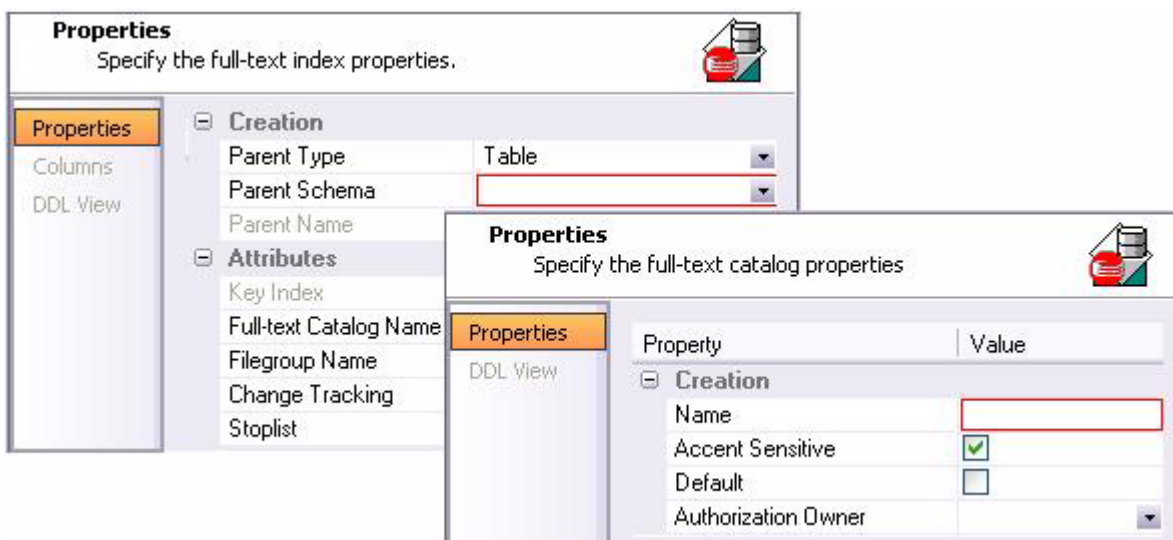 Properties
Specify the full-text index properties.
Properties
Columns
DDL View
Creation
Parent Type Table
Parent Schema
Parent Name
Attributes
Key Index
Full-text Catalog Name
Filegroup Name
Change Tracking
Stoplist
Properties
Specify the full-text catalog properties
Properties
DDL View
Property Value
Creation
Name
Accent Sensitive
Default
Authorization Owner